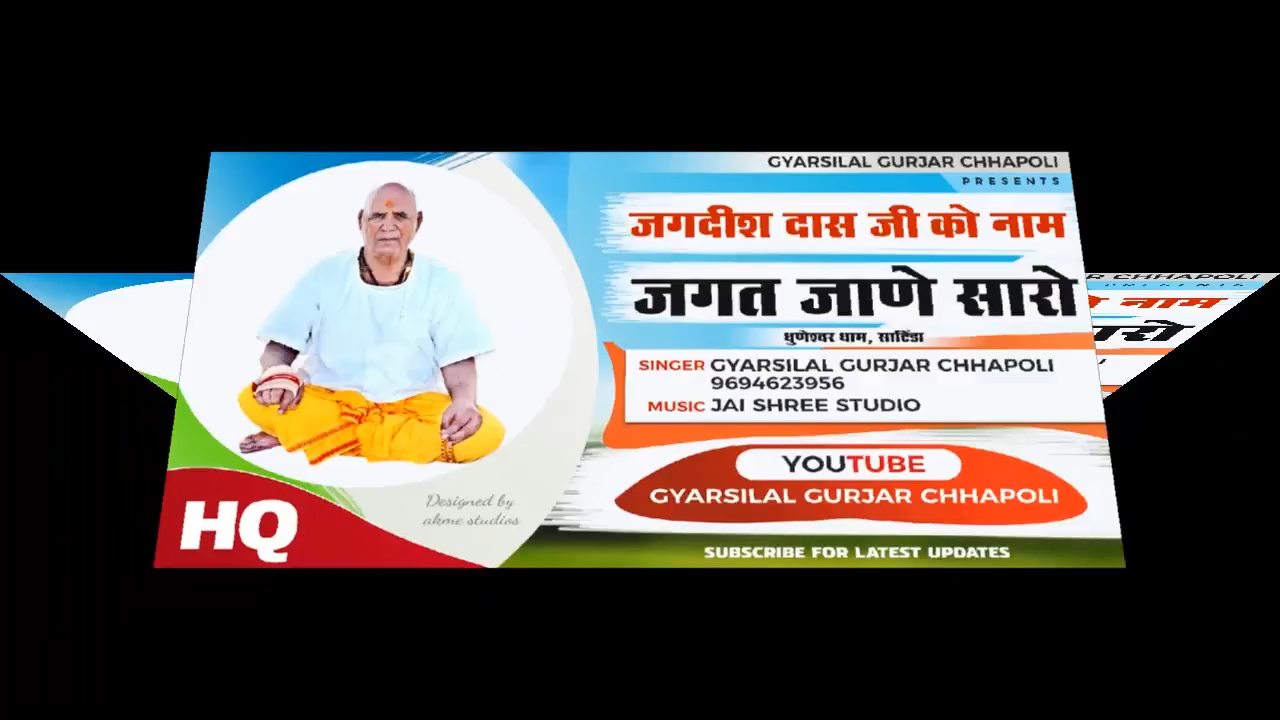 GYARSILAL GURJAR CHHAPOLI
PRESENTS
जगदीश दास जी को नाम
जगत जाणे सारो
धुणेश्वर धाम, साटिंडा
SINGER GYARSILAL GURJAR CHHAPOLI
9694623956
MUSIC JAI SHREE STUDIO
YOUTUBE
GYARSILAL GURJAR CHHAPOLI
SUBSCRIBE FOR LATEST UPDATES
HQ
Designed by
akme studios
R CHHAPOLI
नाम